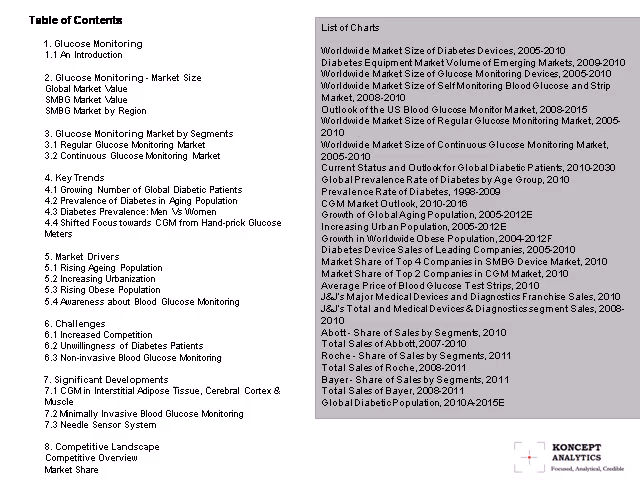 Table of Contents
1. Glucose Monitoring
1.1 An Introduction
2. Glucose Monitoring - Market Size
Global Market Value
SMBG Market Value
SMBG Market by Region
3. Glucose Monitoring Market by Segments
3.1 Regular Glucose Monitoring Market
3.2 Continuous Glucose Monitoring Market
4. Key Trends
4.1 Growing Number of Global Diabetic Patients
4.2 Prevalence of Diabetes in Aging Population
4.3 Diabetes Prevalence: Men Vs Women
4.4 Shifted Focus towards CGM from Hand-prick Glucose
Meters
5. Market Drivers
5.1 Rising Ageing Population
5.2 Increasing Urbanization
5.3 Rising Obese Population
5.4 Awareness about Blood Glucose Monitoring
6. Challenges
6.1 Increased Competition
6.2 Unwillingness of Diabetes Patients
6.3 Non-invasive Blood Glucose Monitoring
7. Significant Developments
7.1 CGM in Interstitial Adipose Tissue, Cerebral Cortex &
Muscle
7.2 Minimally Invasive Blood Glucose Monitoring
7.3 Needle Sensor System
8. Competitive Landscape
Competitive Overview
Market Share
List of Charts
Worldwide Market Size of Diabetes Devices, 2005-2010
Diabetes Equipment Market Volume of Emerging Markets, 2009-2010
Worldwide Market Size of Glucose Monitoring Devices, 2005-2010
Worldwide Market Size of Self Monitoring Blood Glucose and Strip
Market, 2008-2010
Outlook of the US Blood Glucose Monitor Market, 2008-2015
Worldwide Market Size of Regular Glucose Monitoring Market, 2005-
2010
Worldwide Market Size of Continuous Glucose Monitoring Market,
2005-2010
Current Status and Outlook for Global Diabetic Patients, 2010-2030
Global Prevalence Rate of Diabetes by Age Group, 2010
Prevalence Rate of Diabetes, 1998-2009
CGM Market Outlook, 2010-2016
Growth of Global Aging Population, 2005-2012E
Increasing Urban Population, 2005-2012E
Growth in Worldwide Obese Population, 2004-2012F
Diabetes Device Sales of Leading Companies, 2005-2010
Market Share of Top 4 Companies in SMBG Device Market, 2010
Market Share of Top 2 Companies in CGM Market, 2010
Average Price of Blood Glucose Test Strips, 2010
J&J's Major Medical Devices and Diagnostics Franchise Sales, 2010
J&J's Total and Medical Devices & Diagnostics segment Sales, 2008-
2010
Abott - Share of Sales by Segments, 2010
Total Sales of Abbott, 2007-2010
Roche - Share of Sales by Segments, 2011
Total Sales of Roche, 2008-2011
Bayer - Share of Sales by Segments, 2011
Total Sales of Bayer, 2008-2011
Global Diabetic Population, 2010A-2015E
KONCEPT
ANALYTICS
Focused, Analytical, Credible